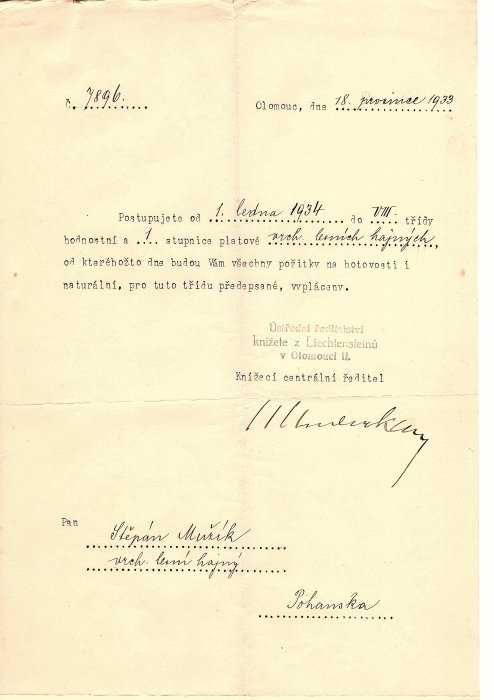 č. 7896.
Olomouc, dne 18. prosince 1933
Postupujete od 1. ledna 1934 do VIII. třídy
hodnostní a 1. stupnice platové vrch. lesních hajných,
od kteréhožto dne budou Vám všechny požitky na hotovosti i
naturální, pro tuto třídu předepsané, vypláceny.
Ústřední ředitelství
knížete z Liechtensteinů
v Olomouci II.
Knížecí centrální ředitel
Pan
Štěpán Mužík
vrch. lesní hajný
Pohanska